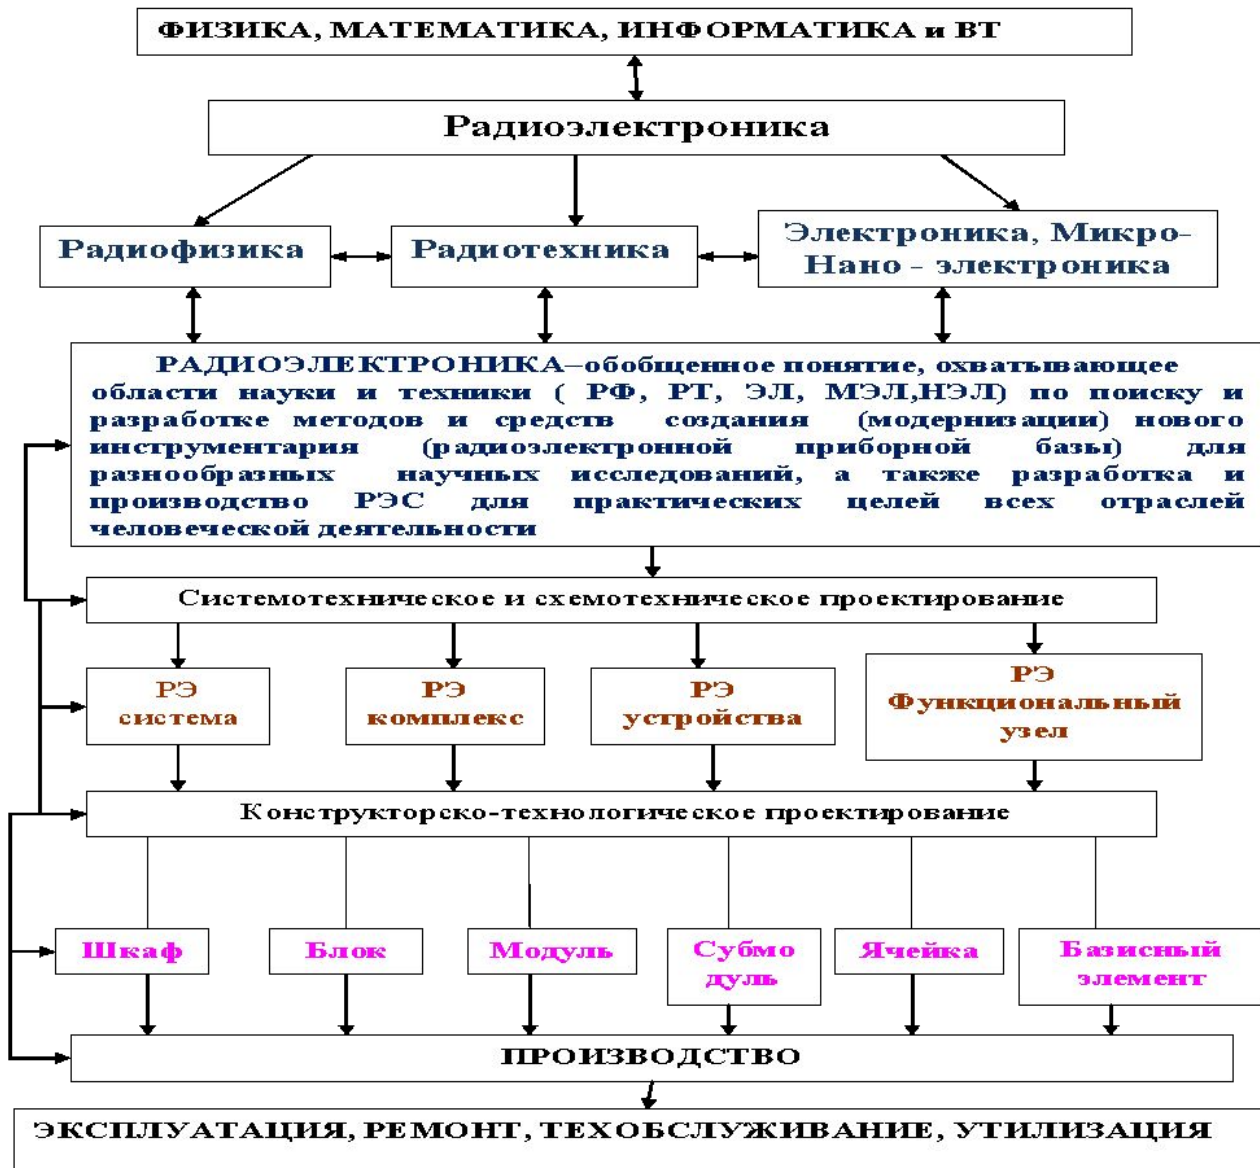 ФИЗИКА, МАТЕМАТИКА, ИНФОРМАТИКА и ВТ
Радиоэлектроника
Радиофизика
Радиотехника
Электроника, Микро-
Нано - электроника
РАДИОЭЛЕКТРОНИКА–обобщенное понятие, охватывающее
области науки и техники ( РФ, РТ, ЭЛ, МЭЛ,НЭЛ) по поиску и
разработке методов и средств создания (модернизации) нового
инструментария (радиоэлектронной приборной базы) для
разнообразных научных исследований, а также разработка и
производство РЭС для практических целей всех отраслей
человеческой деятельности
Системотехническое и схемотехническое проектирование
РЭ
система
РЭ
комплекс
РЭ
устройства
РЭ
Функциональный
узел
Конструкторско-технологическое проектирование
Шкаф
Блок
Модуль
Субмо
дуль
Ячейка
Базисный
элемент
ПРОИЗВОДСТВО
ЭКСПЛУАТАЦИЯ, РЕМОНТ, ТЕХОБСЛУЖИВАНИЕ, УТИЛИЗАЦИЯ